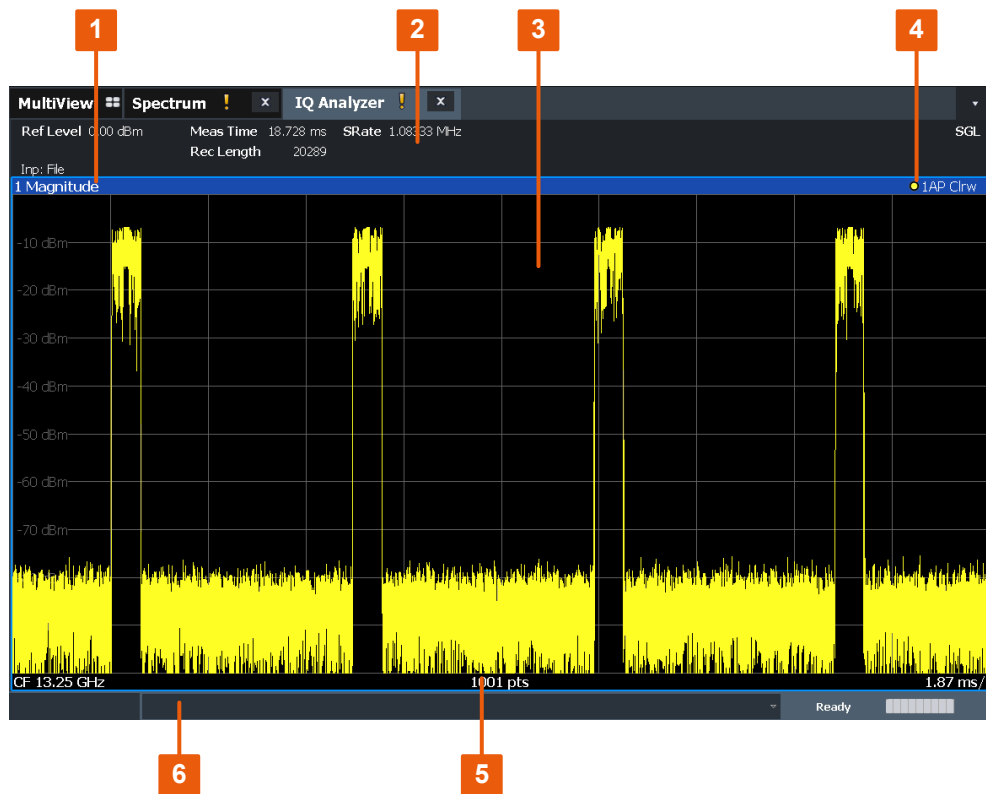 1 2 3 4
MultiView Spectrum ! x IQ Analyzer ! x
Ref Level 0.00 dBm Meas Time 18.728 ms SRate 1.08333 MHz SGL
Rec Length 20289
Inp: File
1 Magnitude 1AP Clrw
-10 dBm
-20 dBm
-30 dBm
-40 dBm
-50 dBm
-60 dBm
-70 dBm
CF 13.25 GHz 1001 pts 1.87 ms/
Ready
6 5